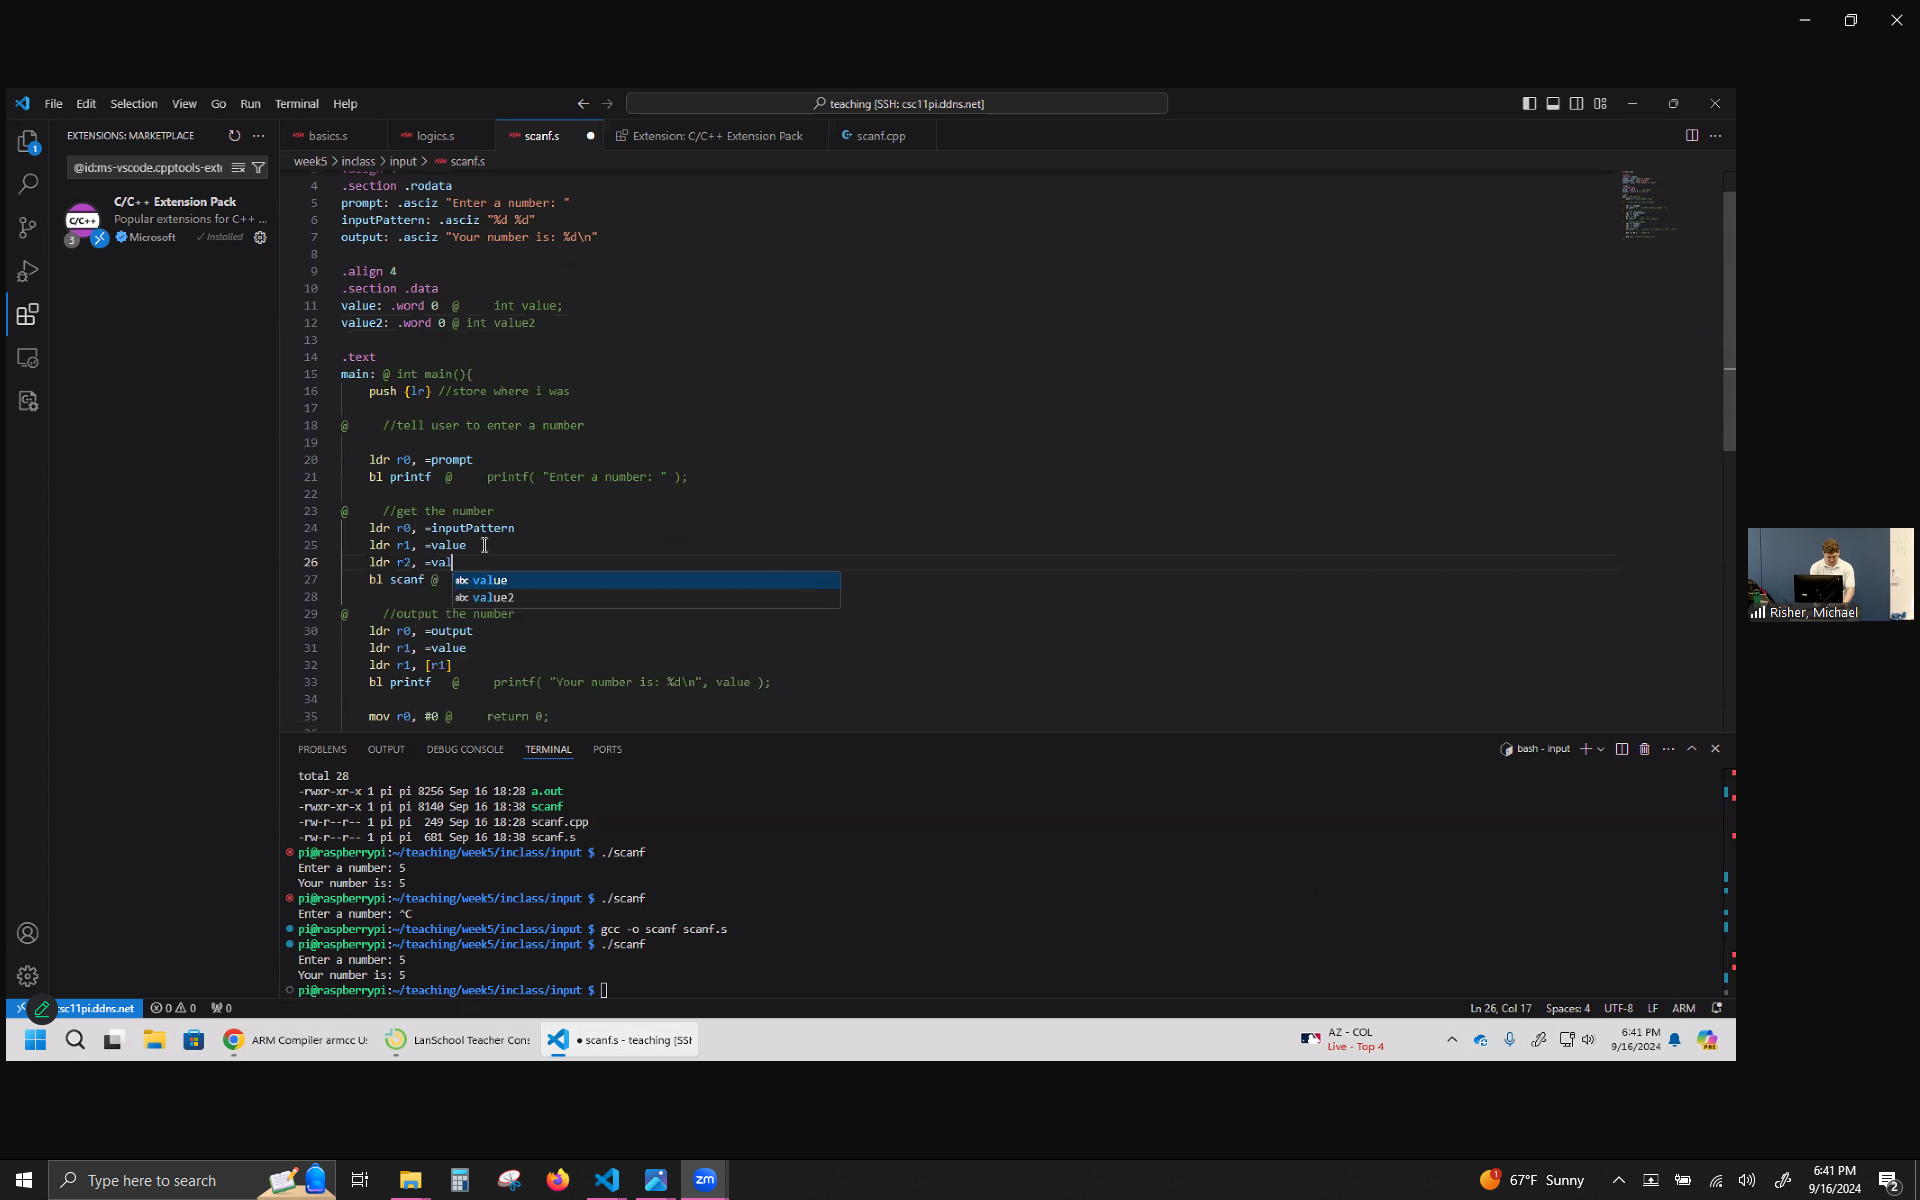 File Edit Selection View Go Run Terminal Help
teaching [SSH: csc11pi.ddns.net]
EXTENSIONS: MARKETPLACE
@id:ms-vscode.cpptools-exte
C/C++ Extension Pack
Popular extensions for C++ ...
Microsoft Installed
3
1
C/C++
basics.s logics.s scanf.s Extension: C/C++ Extension Pack scanf.cpp
week5 > inclass > input > scanf.s
4 .section .rodata
5 prompt: .asciz "Enter a number: "
6 inputPattern: .asciz "%d %d"
7 output: .asciz "Your number is: %d\n"
8
9 .align 4
10 .section .data
11 value: .word 0 @ int value;
12 value2: .word 0 @ int value2
13
14 .text
15 main: @ int main(){
16 push {lr} //store where i was
17
18 @ //tell user to enter a number
19
20 ldr r0, =prompt
21 bl printf @ printf( "Enter a number: " );
22
23 @ //get the number
24 ldr r0, =inputPattern
25 ldr r1, =value
26 ldr r2, =val
27 bl scanf @
abc value
abc value2
28
29 @ //output the number
30 ldr r0, =output
31 ldr r1, =value
32 ldr r1, [r1]
33 bl printf @ printf( "Your number is: %d\n", value );
34
35 mov r0, #0 @ return 0;
PROBLEMS OUTPUT DEBUG CONSOLE TERMINAL PORTS
bash - input
total 28
-rwxr-xr-x 1 pi pi 8256 Sep 16 18:28 a.out
-rwxr-xr-x 1 pi pi 8140 Sep 16 18:38 scanf
-rw-r--r-- 1 pi pi 249 Sep 16 18:28 scanf.cpp
-rw-r--r-- 1 pi pi 681 Sep 16 18:38 scanf.s
pi@raspberrypi:~/teaching/week5/inclass/input $ ./scanf
Enter a number: 5
Your number is: 5
pi@raspberrypi:~/teaching/week5/inclass/input $ ./scanf
Enter a number: ^C
pi@raspberrypi:~/teaching/week5/inclass/input $ gcc -o scanf scanf.s
pi@raspberrypi:~/teaching/week5/inclass/input $ ./scanf
Enter a number: 5
Your number is: 5
pi@raspberrypi:~/teaching/week5/inclass/input $
csc11pi.ddns.net 0 0 0 Ln 26, Col 17 Spaces: 4 UTF-8 LF ARM
ARM Compiler armcc Us LanSchool Teacher Cons scanf.s - teaching [SSH
AZ - COL
Live - Top 4
6:41 PM
9/16/2024
Risher, Michael
Type here to search
zm
1
67°F Sunny
6:41 PM
9/16/2024
2